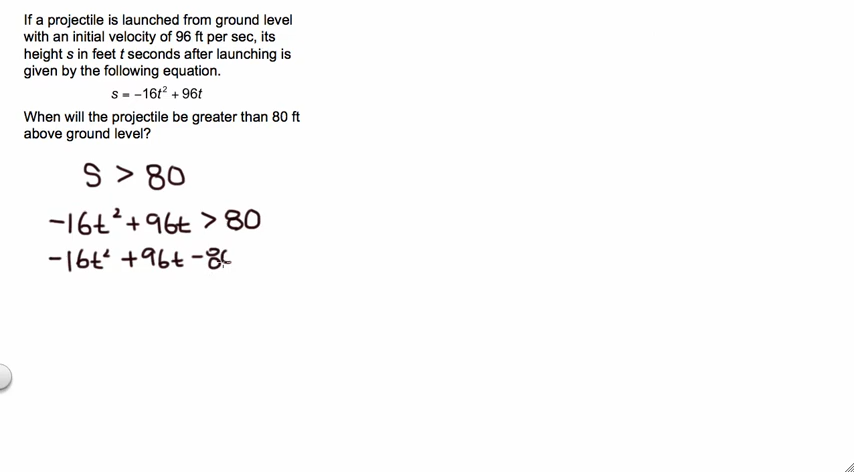 If a projectile is launched from ground level
with an initial velocity of 96 ft per sec, its
height s in feet t seconds after launching is
given by the following equation.
s = −16t² + 96t
When will the projectile be greater than 80 ft
above ground level?
S > 80
-16t² + 96t > 80
-16t² + 96t - 8